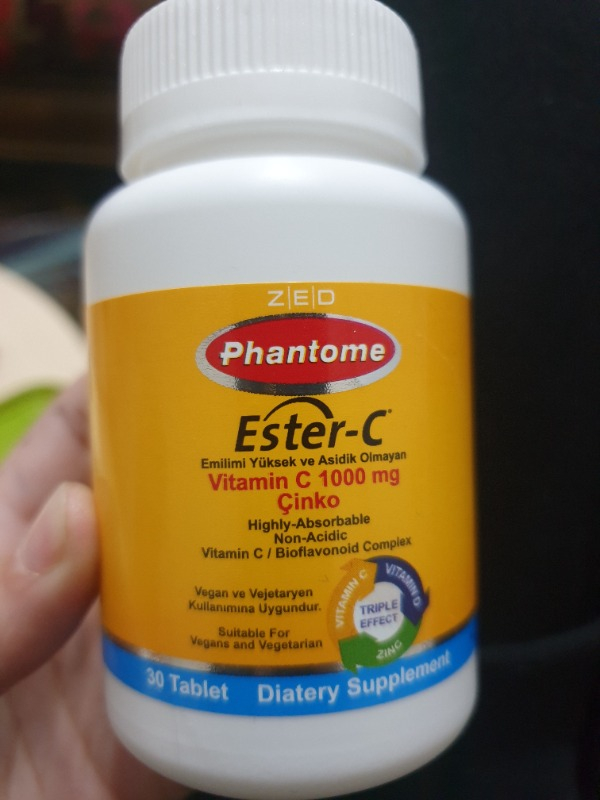 Z|E|D
Phantome
Ester-C®
Emilimi Yüksek ve Asidik Olmayan
Vitamin C 1000 mg
Çinko
Highly-Absorbable
Non-Acidic
Vitamin C / Bioflavonoid Complex
Vegan ve Vejetaryen
Kullanımına Uygundur.
Suitable For
Vegans and Vegetarian
VITAMIN C
VITAMIN D
TRIPLE
EFFECT
ZINC
30 Tablet Diatery Supplement